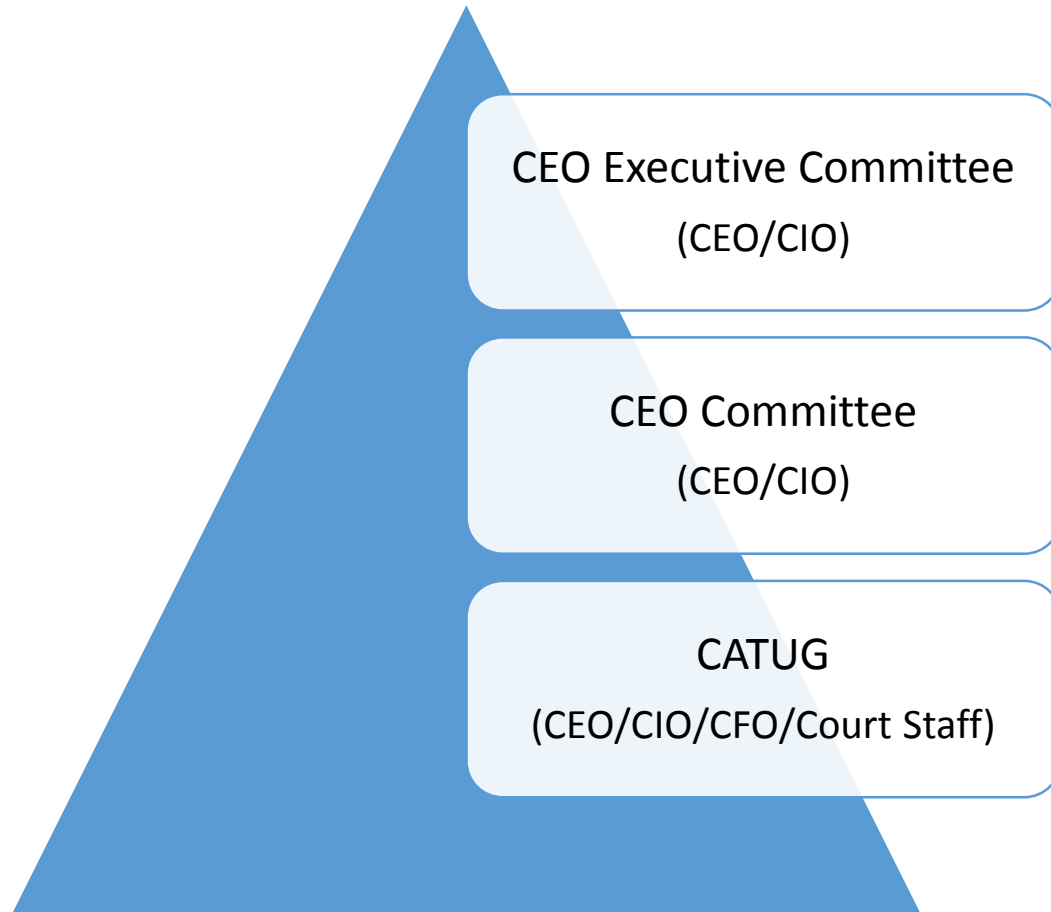 CEO Executive Committee
(CEO/CIO)
CEO Committee
(CEO/CIO)
CATUG
(CEO/CIO/CFO/Court Staff)